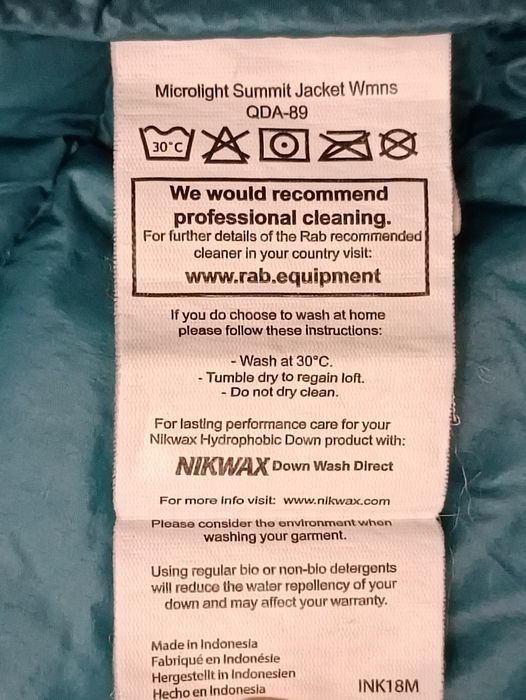 Microlight Summit Jacket Wmns
QDA-89
30°C
We would recommend
professional cleaning.
For further details of the Rab recommended
cleaner in your country visit:
www.rab.equipment
If you do choose to wash at home
please follow these instructions:
- Wash at 30°C.
- Tumble dry to regain loft.
- Do not dry clean.
For lasting performance care for your
Nikwax Hydrophobic Down product with:
NIKWAX Down Wash Direct
For more info visit: www.nikwax.com
Please consider the environment when
washing your garment.
Using regular bio or non-bio detergents
will reduce the water repellency of your
down and may affect your warranty.
Made in Indonesia
Fabriqué en Indonésie
Hergestellt in Indonesien
Hecho en Indonesia INK18M